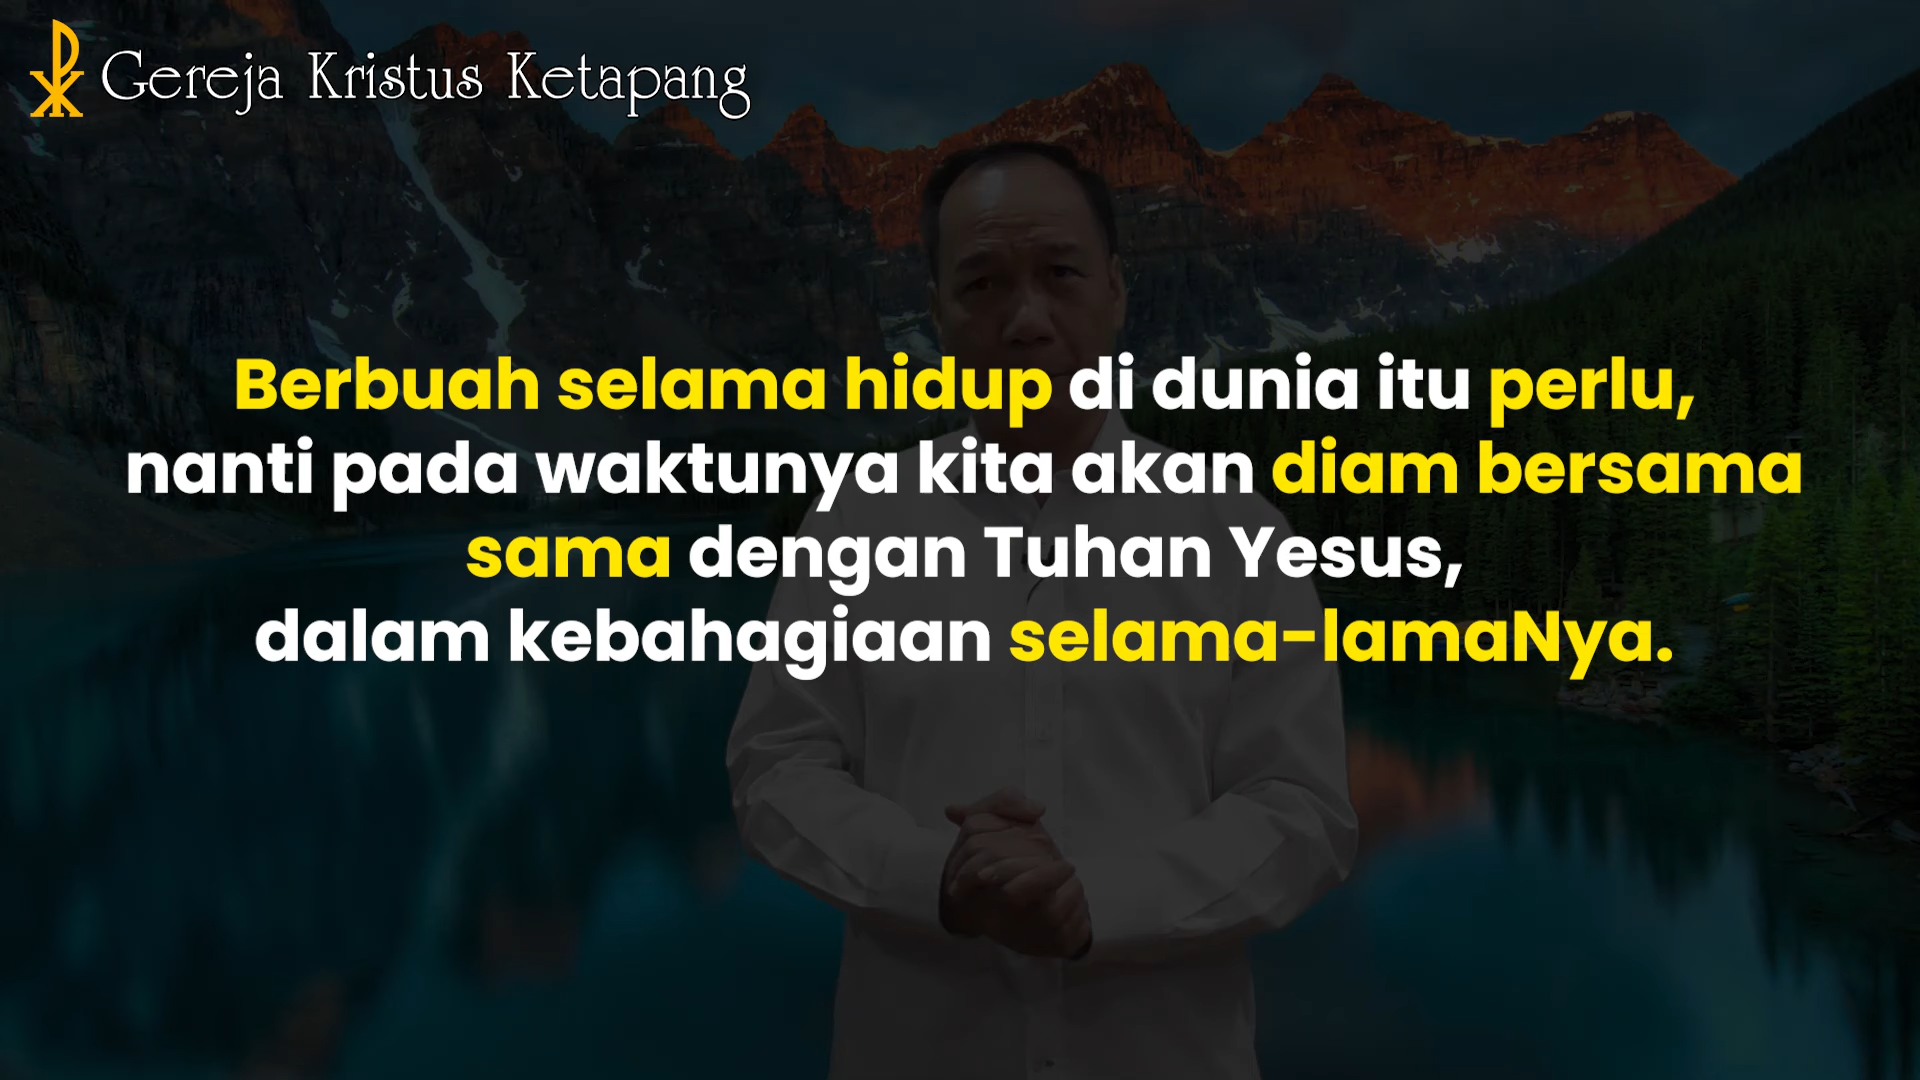 Gereja Kristus Ketapang
Berbuah selama hidup di dunia itu perlu,
nanti pada waktunya kita akan diam bersama
sama dengan Tuhan Yesus,
dalam kebahagiaan selama-lamaNya.